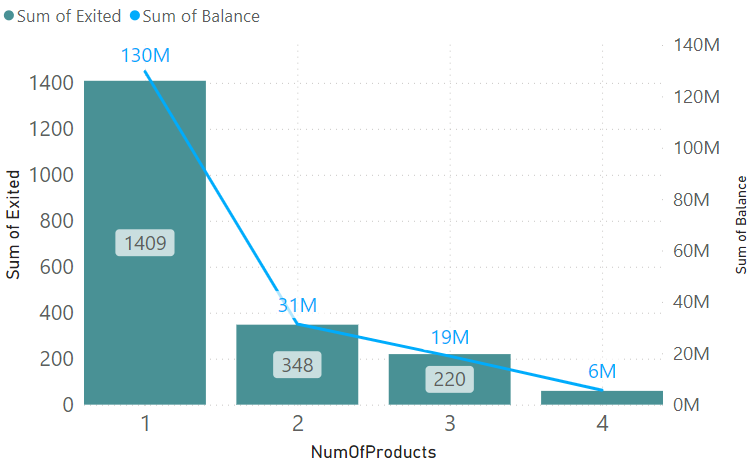 Sum of Exited Sum of Balance
130M
140M
1400
120M
1200
1000
100M
Sum of Exited
800
80M
Sum of Balance
1409
600
60M
400
31M
40M
200
348
19M
220
6M
20M
0
0M
1 2 3 4
NumOfProducts